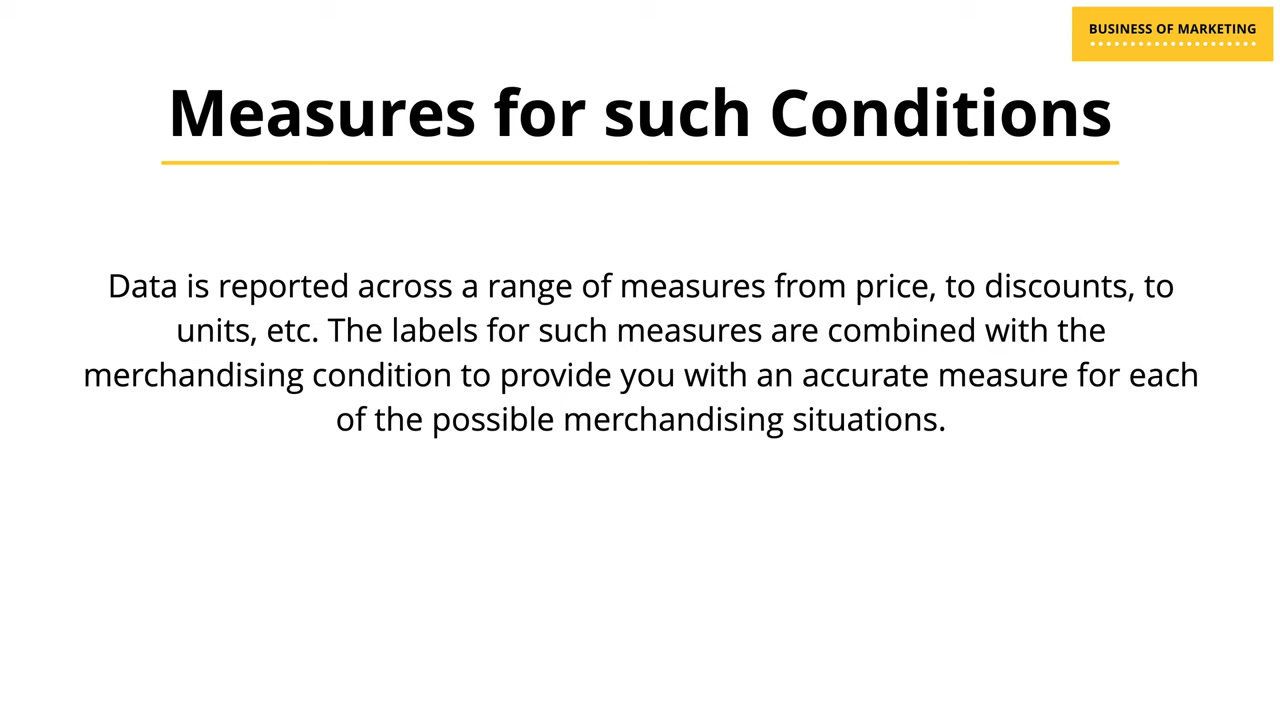 BUSINESS OF MARKETING
Measures for such Conditions
Data is reported across a range of measures from price, to discounts, to
units, etc. The labels for such measures are combined with the
merchandising condition to provide you with an accurate measure for each
of the possible merchandising situations.